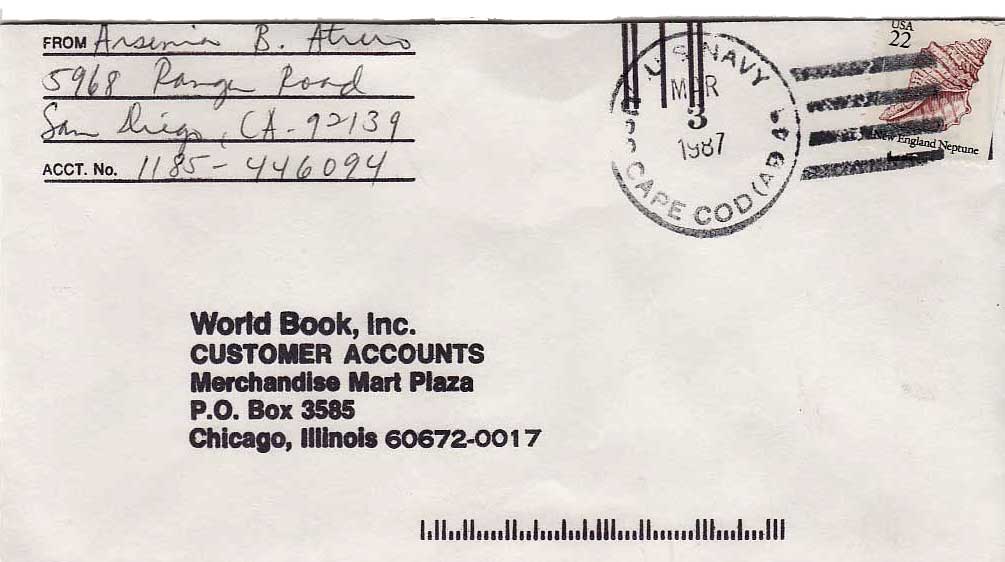 FROM Arsenia B.
5968 Ranger Road
San Diego, CA - 92139
ACCT. No. 1185-446094
U.S. NAVY
MAR
3
1987
USS CAPE COD (AD 43)
USA
22
New England Neptune
World Book, Inc.
CUSTOMER ACCOUNTS
Merchandise Mart Plaza
P.O. Box 3585
Chicago, Illinois 60672-0017